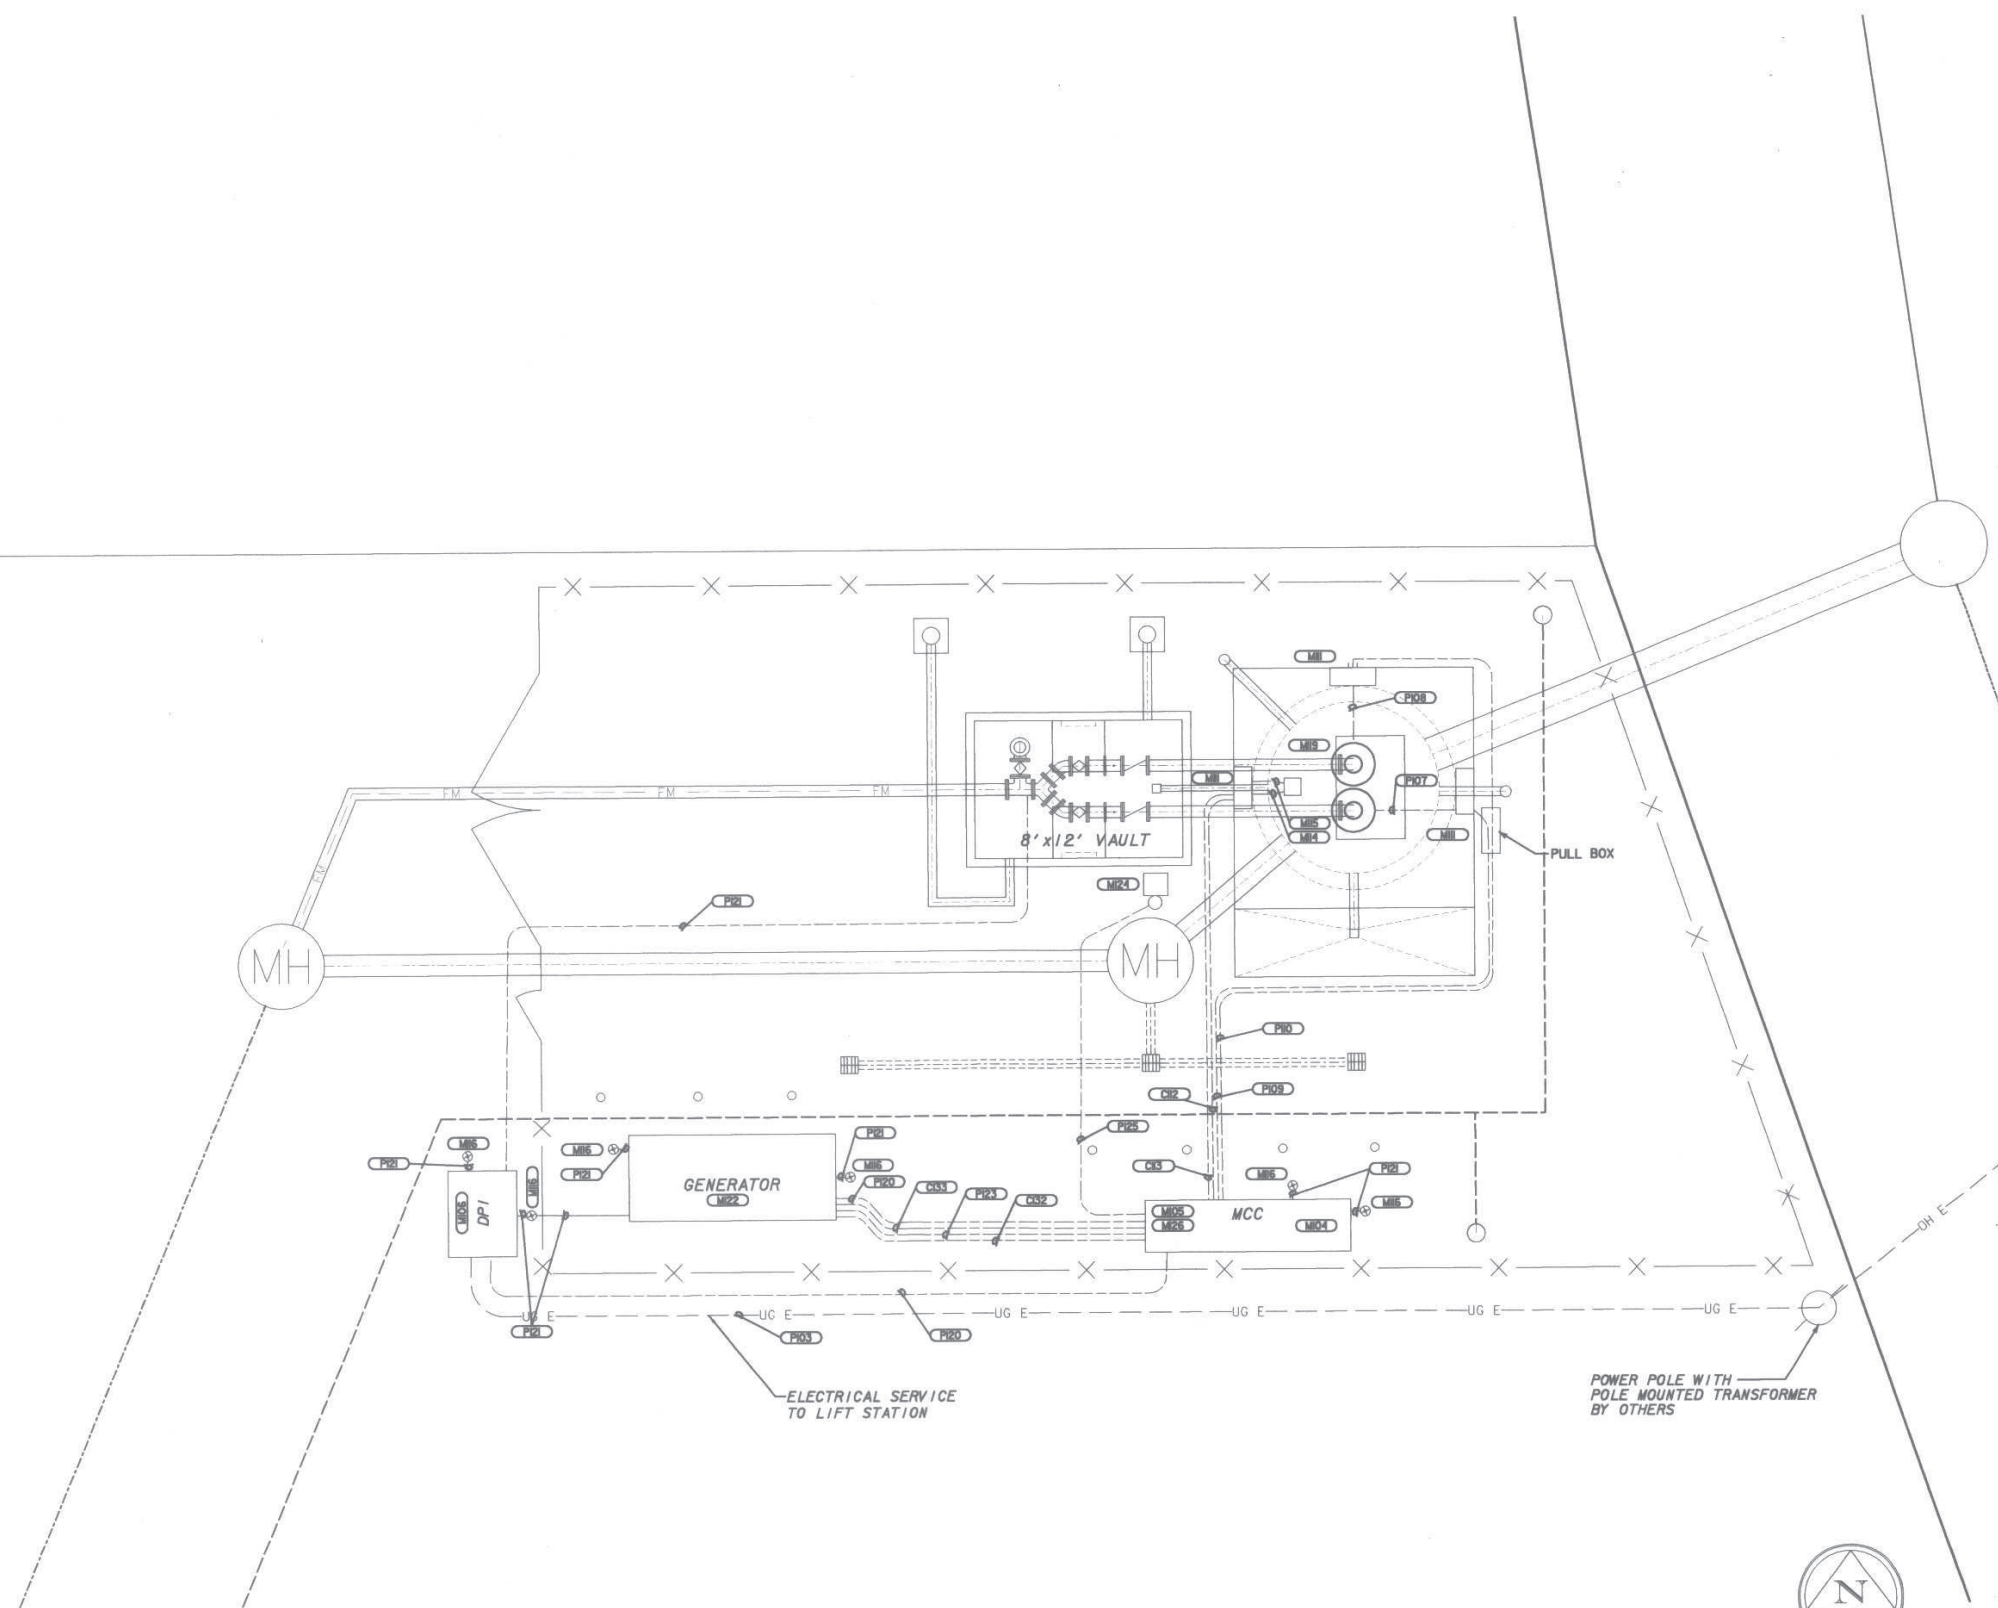 M111
P108
M119
M111
P107
FM
FM
FM
M115
M114
M111
8'x12' VAULT
PULL BOX
M124
P121
FM
MH
MH
P110
P109
C112
P125
P121
M116
M116
P121
P121
M116
C113
P121
M116
M116
GENERATOR
M122
P120
C133
P123
C132
M106
DP1
M116
M105
M126
MCC
M104
OH E
UG E
UG E
UG E
UG E
UG E
UG E
P121
P103
P120
ELECTRICAL SERVICE
TO LIFT STATION
POWER POLE WITH
POLE MOUNTED TRANSFORMER
BY OTHERS
N